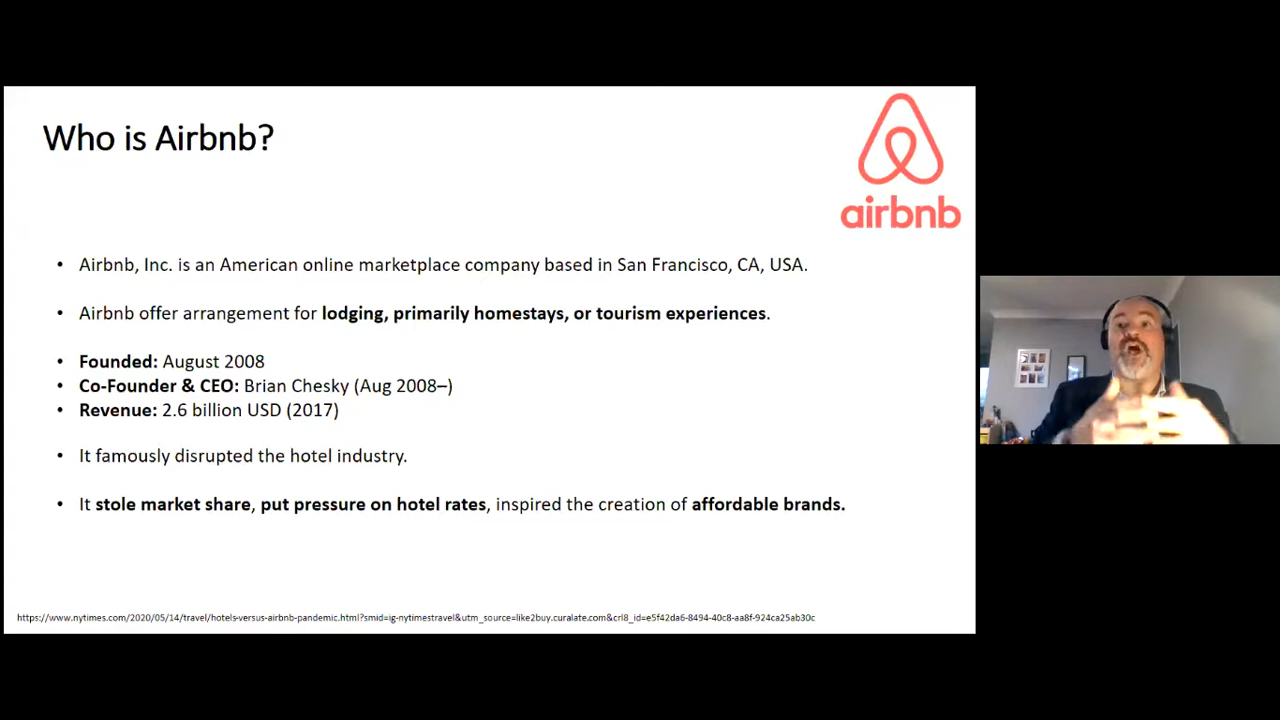 Who is Airbnb?
airbnb
• Airbnb, Inc. is an American online marketplace company based in San Francisco, CA, USA.
• Airbnb offer arrangement for lodging, primarily homestays, or tourism experiences.
• Founded: August 2008
• Co-Founder & CEO: Brian Chesky (Aug 2008–)
• Revenue: 2.6 billion USD (2017)
• It famously disrupted the hotel industry.
• It stole market share, put pressure on hotel rates, inspired the creation of affordable brands.
https://www.nytimes.com/2020/05/14/travel/hotels-versus-airbnb-pandemic.html?smid=ig-nytimestravel&utm_source=like2buy.curalate.com&crl8_id=e5f42da6-8494-40c8-aa8f-924ca25ab30c